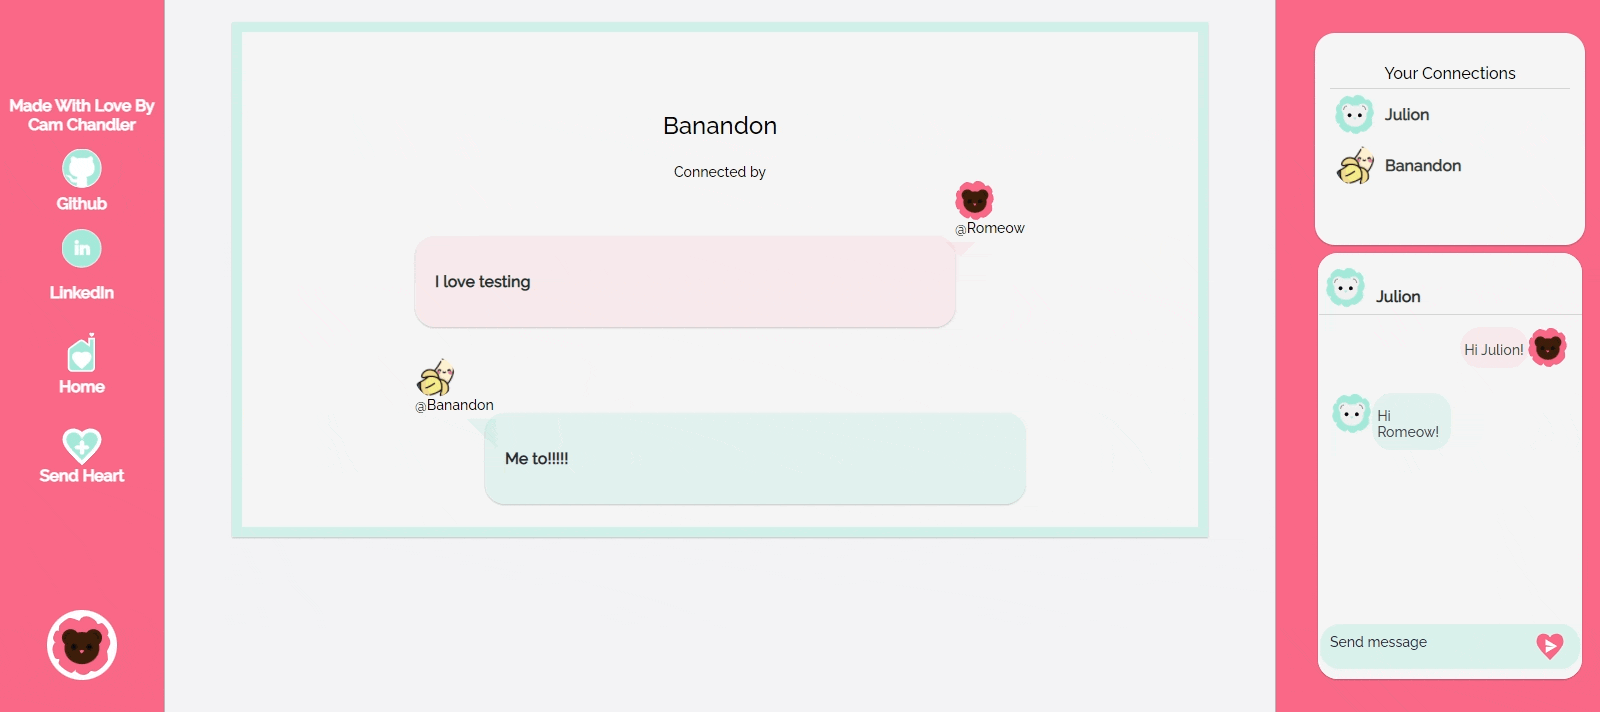 Made With Love By
Cam Chandler
Github
in
LinkedIn
Home
Send Heart
Banandon
Connected by
@Romeow
I love testing
@Banandon
Me to!!!!!
Your Connections
Julion
Banandon
Julion
Hi Julion!
Hi
Romeow!
Send message